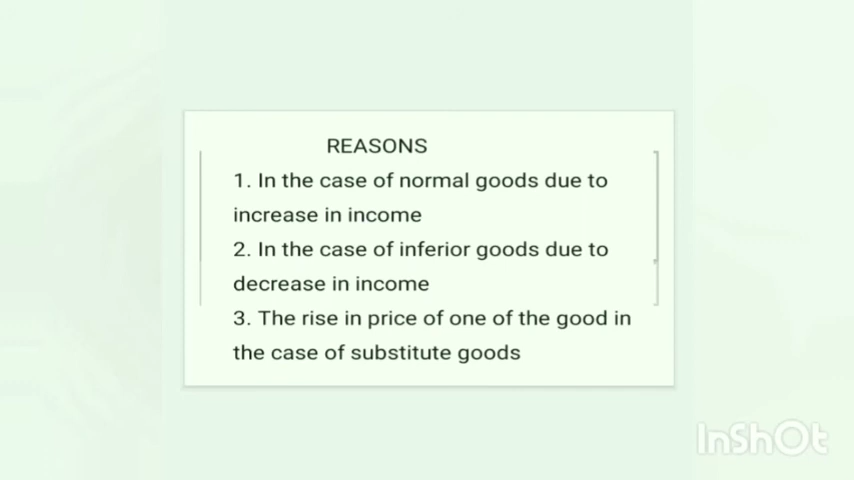 REASONS
1. In the case of normal goods due to
increase in income
2. In the case of inferior goods due to
decrease in income
3. The rise in price of one of the good in
the case of substitute goods
InShOt